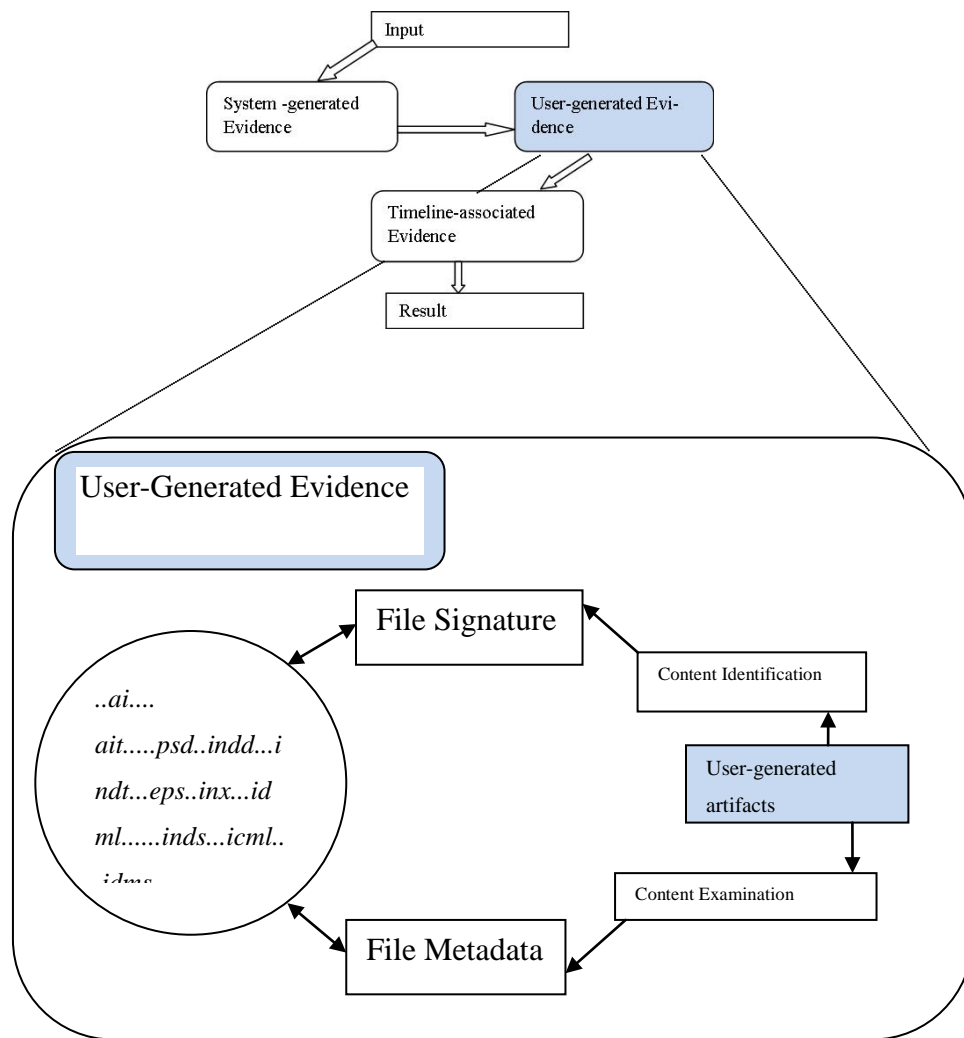 Input
System -generated
Evidence
User-generated Evi-
dence
Timeline-associated
Evidence
Result
User-Generated Evidence
File Signature
Content Identification
..ai....
ait.....psd..indd...i
ndt...eps..inx...id
ml......inds...icml..
.idms
User-generated
artifacts
Content Examination
File Metadata